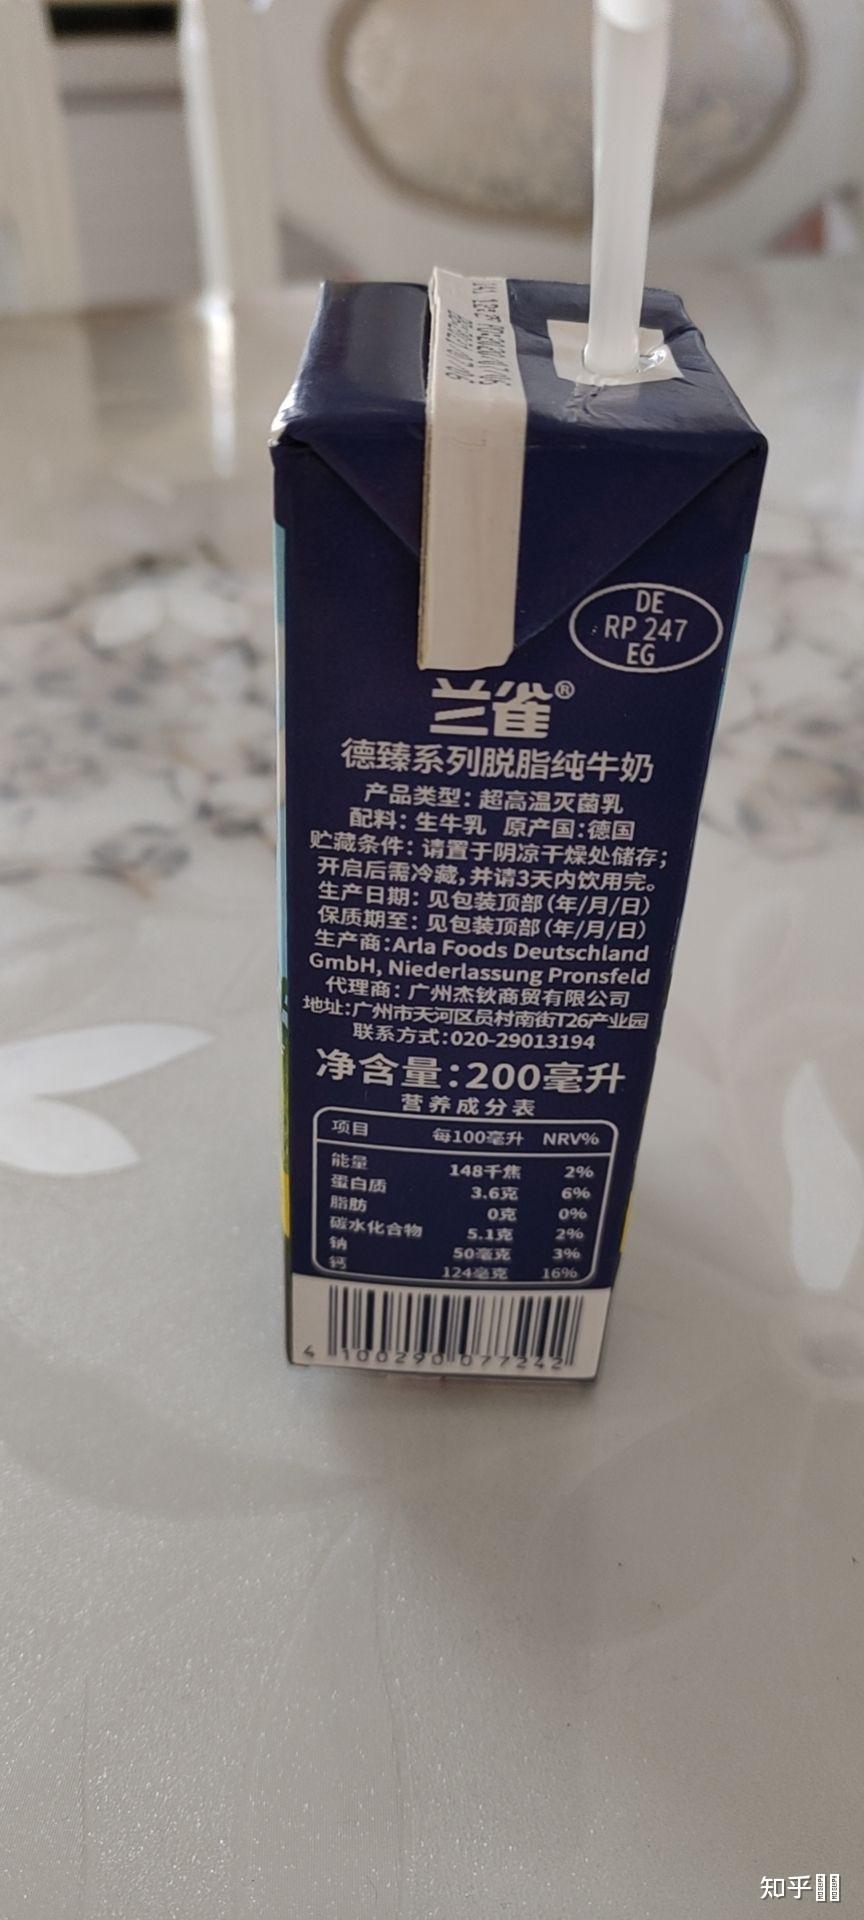 DE
RP 247
EG
兰雀®
德臻系列脱脂纯牛奶
产品类型：超高温灭菌乳
配料：生牛乳 原产国：德国
贮藏条件：请置于阴凉干燥处储存；
开启后需冷藏，并请3天内饮用完。
生产日期：见包装顶部（年/月/日）
保质期至：见包装顶部（年/月/日）
生产商：Arla Foods Deutschland
GmbH, Niederlassung Pronsfeld
代理商：广州杰钬商贸有限公司
地址：广州市天河区员村南街T26产业园
联系方式：020-29013194
净含量：200毫升
营养成分表
项目 每100毫升 NRV%
能量 148千焦 2%
蛋白质 3.6克 6%
脂肪 0克 0%
碳水化合物 5.1克 2%
钠 50毫克 3%
钙 124毫克 16%
4 100290 077242
知乎